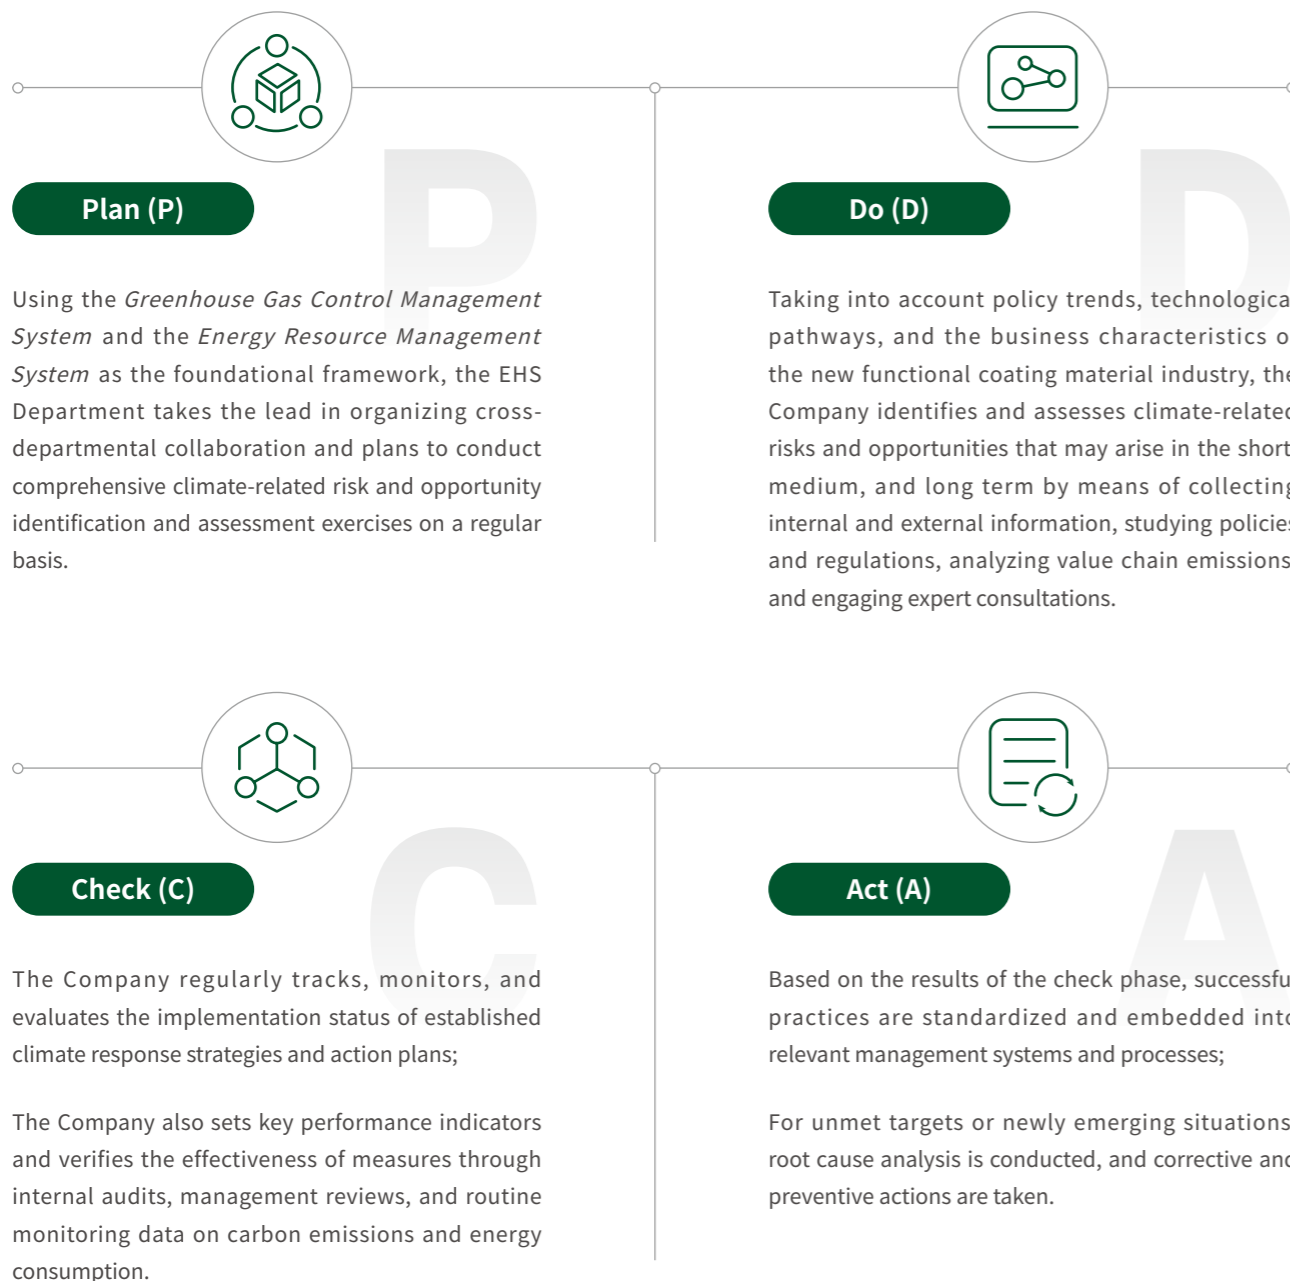 P
Plan (P)
Using the Greenhouse Gas Control Management
System and the Energy Resource Management
System as the foundational framework, the EHS
Department takes the lead in organizing cross-
departmental collaboration and plans to conduct
comprehensive climate-related risk and opportunity
identification and assessment exercises on a regular
basis.
D
Do (D)
Taking into account policy trends, technologica
pathways, and the business characteristics o
the new functional coating material industry, the
Company identifies and assesses climate-related
risks and opportunities that may arise in the short
medium, and long term by means of collecting
internal and external information, studying policies
and regulations, analyzing value chain emissions
and engaging expert consultations.
C
Check (C)
The Company regularly tracks, monitors, and
evaluates the implementation status of established
climate response strategies and action plans;
The Company also sets key performance indicators
and verifies the effectiveness of measures through
internal audits, management reviews, and routine
monitoring data on carbon emissions and energy
consumption.
A
Act (A)
Based on the results of the check phase, successfu
practices are standardized and embedded into
relevant management systems and processes;
For unmet targets or newly emerging situations
root cause analysis is conducted, and corrective and
preventive actions are taken.